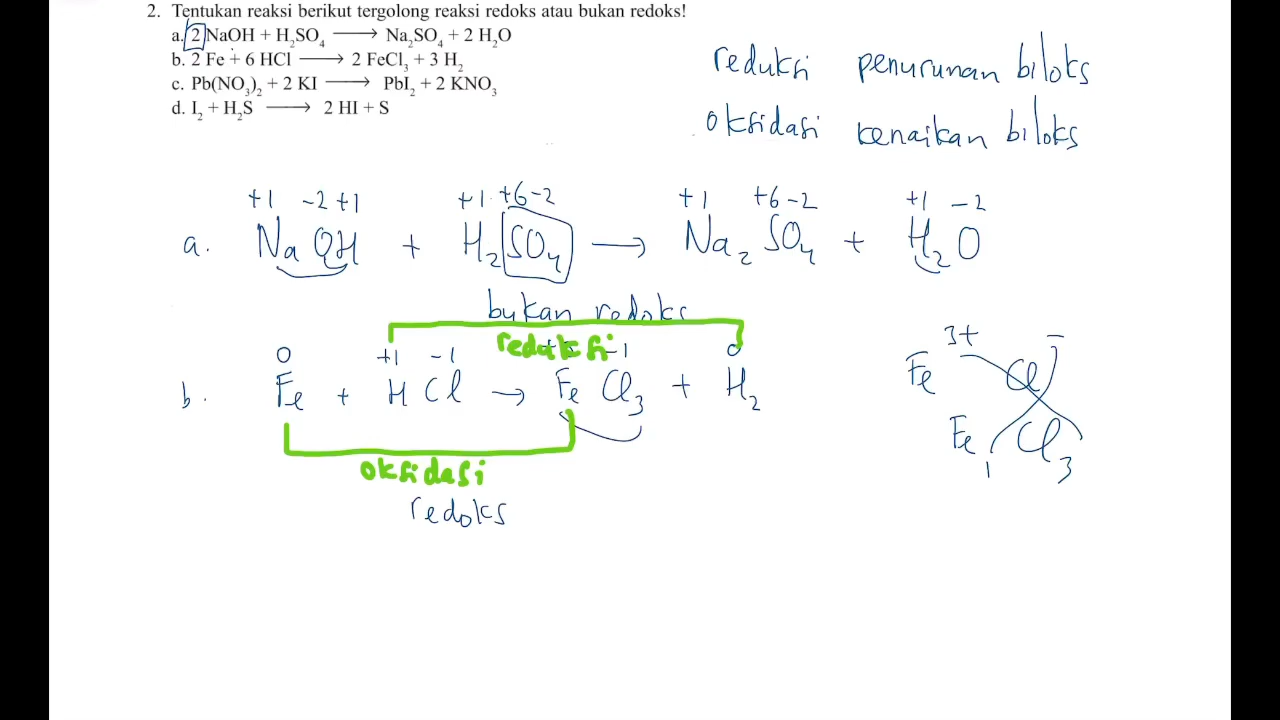 2. Tentukan reaksi berikut tergolong reaksi redoks atau bukan redoks!
a. 2 NaOH + H₂SO₄ ⟶ Na₂SO₄ + 2 H₂O
b. 2 Fe + 6 HCl ⟶ 2 FeCl₃ + 3 H₂
c. Pb(NO₃)₂ + 2 KI ⟶ PbI₂ + 2 KNO₃
d. I₂ + H₂S ⟶ 2 HI + S
reduksi penurunan biloks
oksidasi kenaikan biloks
+1 -2 +1 +1 +6 -2 +1 +6 -2 +1 -2
a. NaOH + H₂SO₄ ⟶ Na₂SO₄ + H₂O
bukan redoks
reduksi
0 +1 -1 -1 0
b. Fe + HCl → FeCl₃ + H₂
oksidasi
redoks
Fe³⁺ Cl⁻
Fe₁ Cl₃